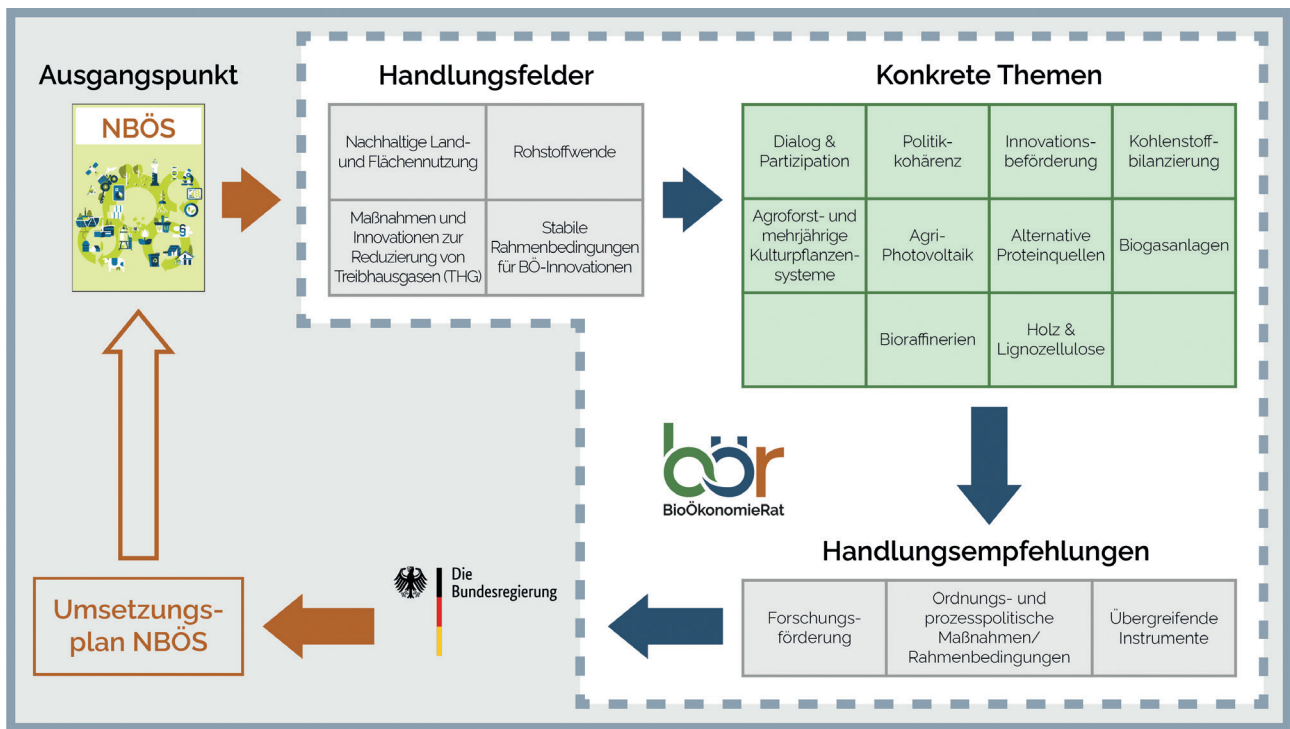 Ausgangspunkt
NBÖS
Handlungsfelder
Nachhaltige Land-
und Flächennutzung
Rohstoffwende
Maßnahmen und
Innovationen zur
Reduzierung von
Treibhausgasen (THG)
Stabile
Rahmenbedingungen
für BÖ-Innovationen
Konkrete Themen
Dialog &
Partizipation
Politik-
kohärenz
Innovations-
beförderung
Kohlenstoff-
bilanzierung
Agroforst- und
mehrjährige
Kulturpflanzen-
systeme
Agri-
Photovoltaik
Alternative
Proteinquellen
Biogasanlagen
Bioraffinerien
Holz &
Lignozellulose
bör
BioÖkonomieRat
Handlungsempfehlungen
Forschungs-
förderung
Ordnungs- und
prozesspolitische
Maßnahmen/
Rahmenbedingungen
Übergreifende
Instrumente
Die
Bundesregierung
Umsetzungs-
plan NBÖS